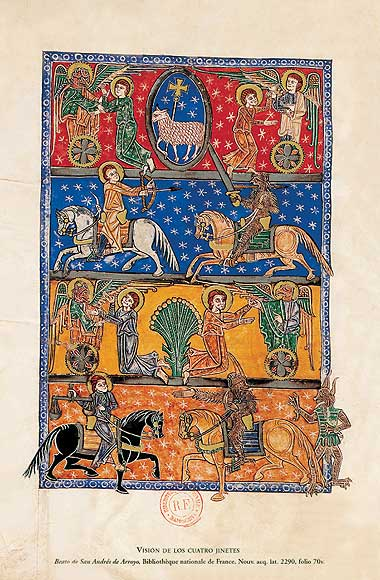 R.F.
VISIÓN DE LOS CUATRO JINETES
Beato de San Andrés de Arroyo, Bibliothèque nationale de France, Nouv. acq. lat. 2290, folio 70v.